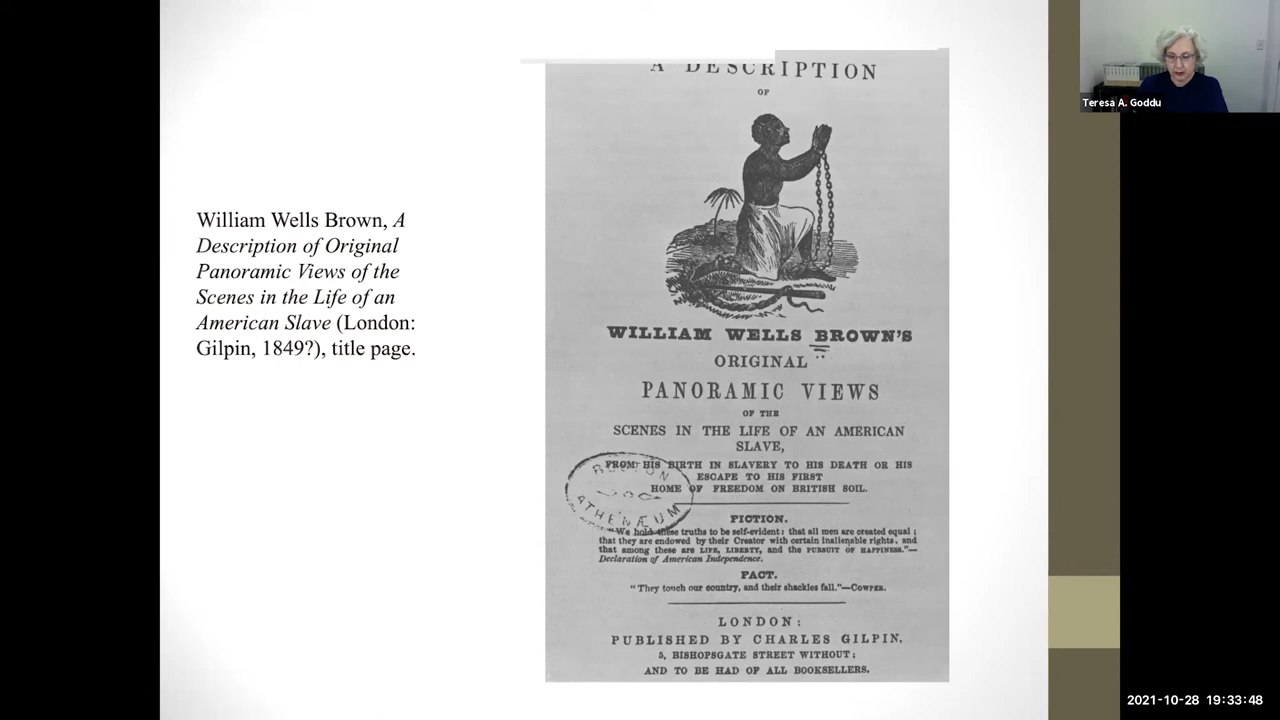 William Wells Brown, A
Description of Original
Panoramic Views of the
Scenes in the Life of an
American Slave (London:
Gilpin, 1849?), title page.
A DESCRIPTION
OF
WILLIAM WELLS BROWN'S
ORIGINAL
PANORAMIC VIEWS
OF THE
SCENES IN THE LIFE OF AN AMERICAN
SLAVE,
FROM HIS BIRTH IN SLAVERY TO HIS DEATH OR HIS
ESCAPE TO HIS FIRST
HOME OF FREEDOM ON BRITISH SOIL.
BOSTON
ATHENÆUM
FICTION.
"We hold these truths to be self-evident: that all men are created equal;
that they are endowed by their Creator with certain inalienable rights, and
that among these are LIFE, LIBERTY, and the PURSUIT OF HAPPINESS."—
Declaration of American Independence.
FACT.
"They touch our country, and their shackles fall."—COWPER.
LONDON:
PUBLISHED BY CHARLES GILPIN,
5, BISHOPSGATE STREET WITHOUT;
AND TO BE HAD OF ALL BOOKSELLERS.
Teresa A. Goddu
2021-10-28 19:33:48